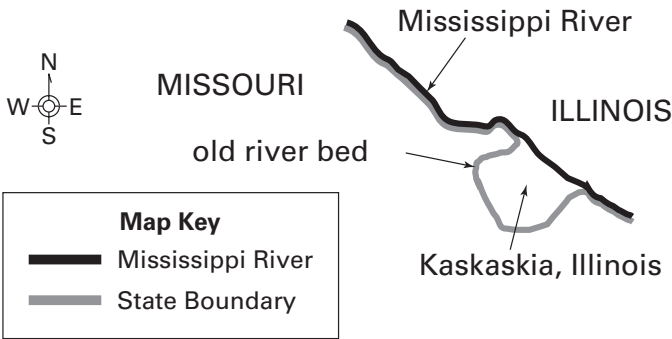 Mississippi River
N
W E
S
MISSOURI
ILLINOIS
old river bed
Kaskaskia, Illinois
Map Key
Mississippi River
State Boundary